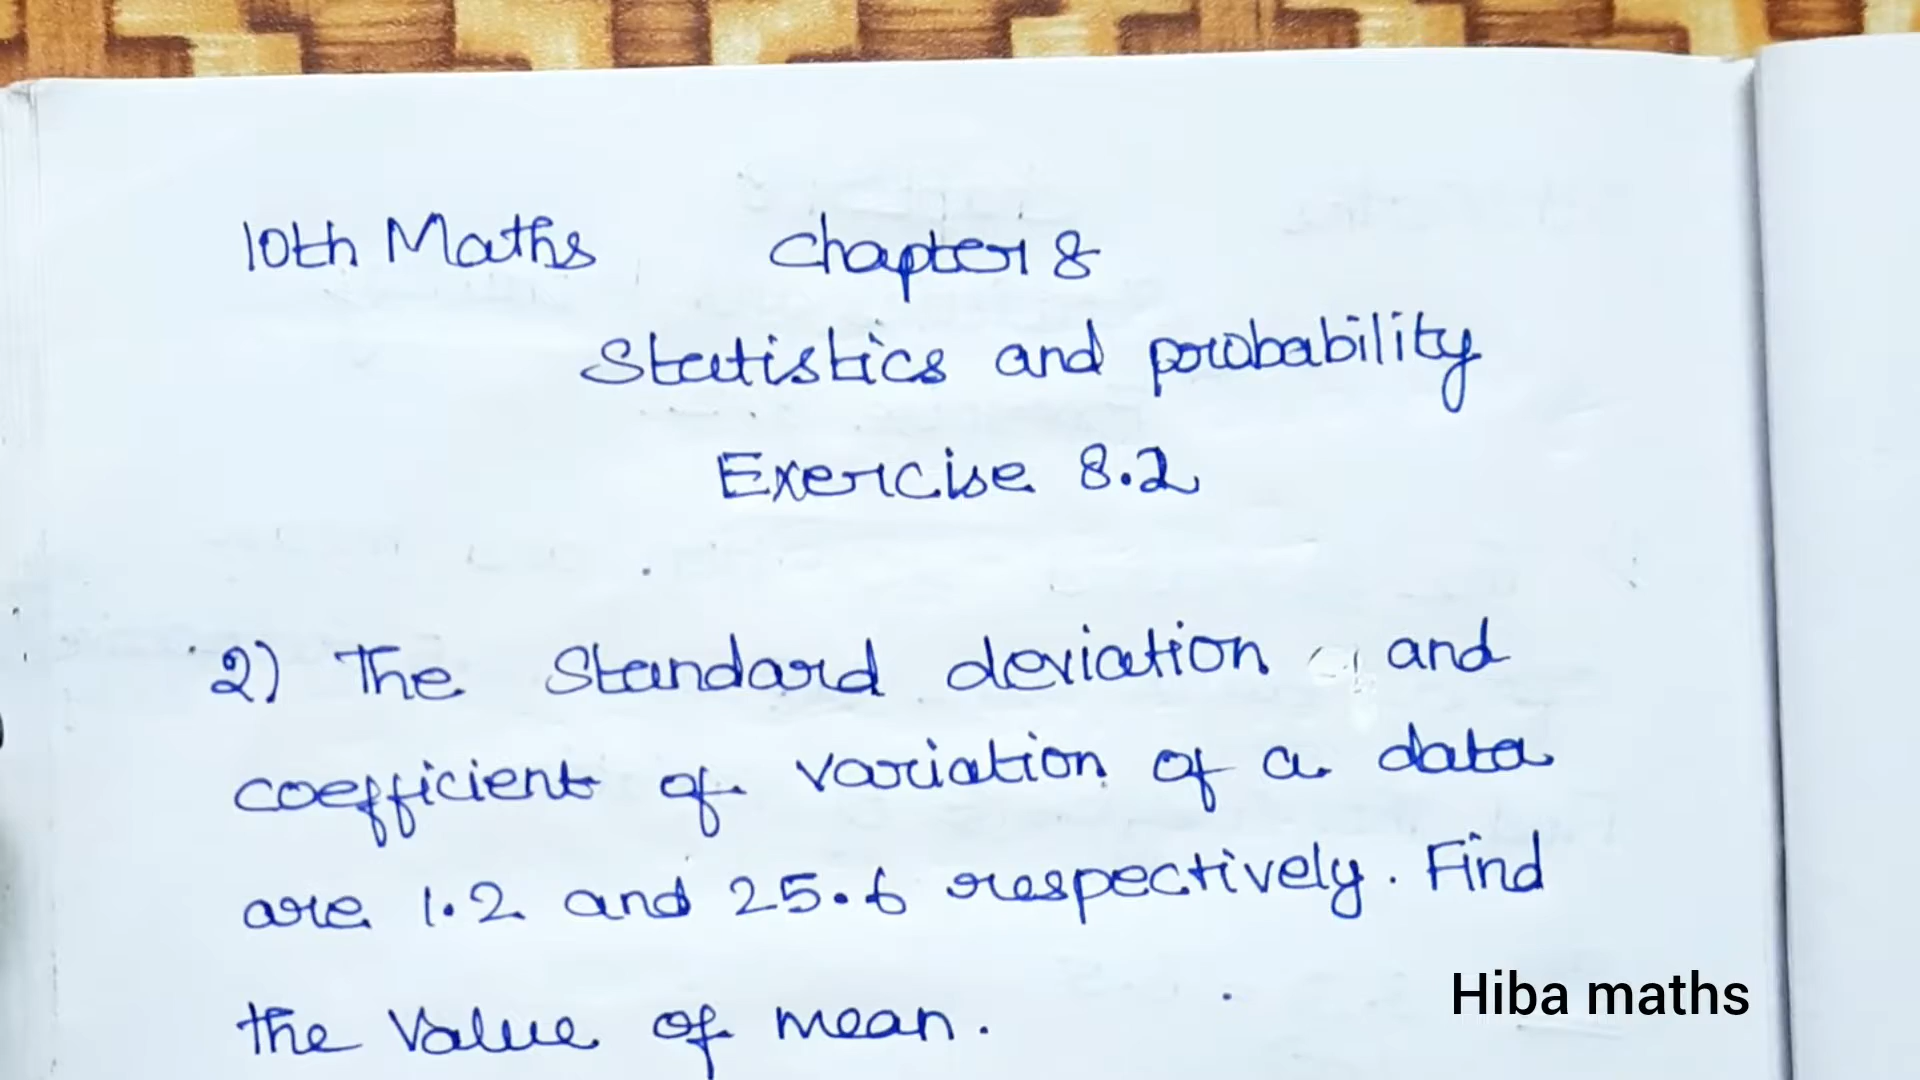 10th Maths Chapter 8
Statistics and probability
Exercise 8.2
2) The Standard deviation and
coefficient of variation of a data
are 1.2 and 25.6 respectively. Find
the Value of mean.
Hiba maths